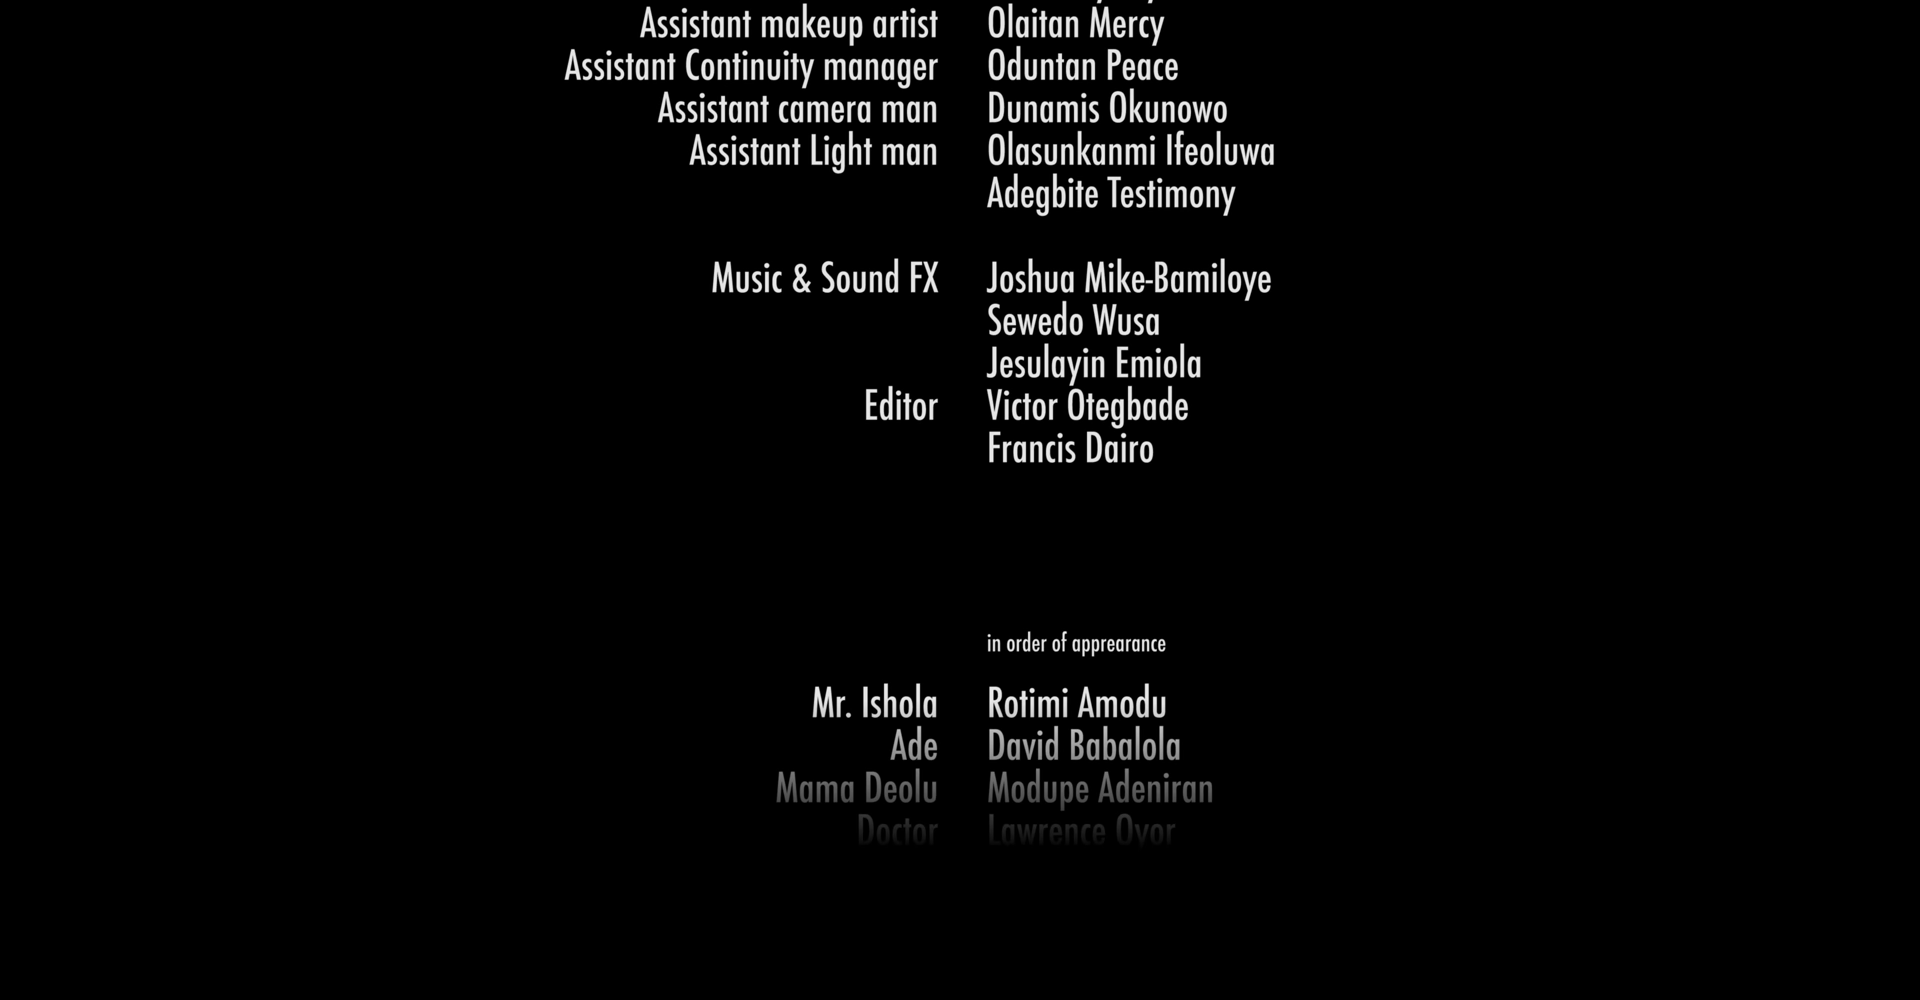 Assistant makeup artist Olaitan Mercy
Assistant Continuity manager Oduntan Peace
Assistant camera man Dunamis Okunowo
Assistant Light man Olasunkanmi Ifeoluwa
Adegbite Testimony
Music & Sound FX Joshua Mike-Bamiloye
Sewedo Wusa
Jesulayin Emiola
Editor Victor Otegbade
Francis Dairo
in order of apprearance
Mr. Ishola Rotimi Amodu
Ade David Babalola
Mama Deolu Modupe Adeniran
Doctor Lawrence Oyor